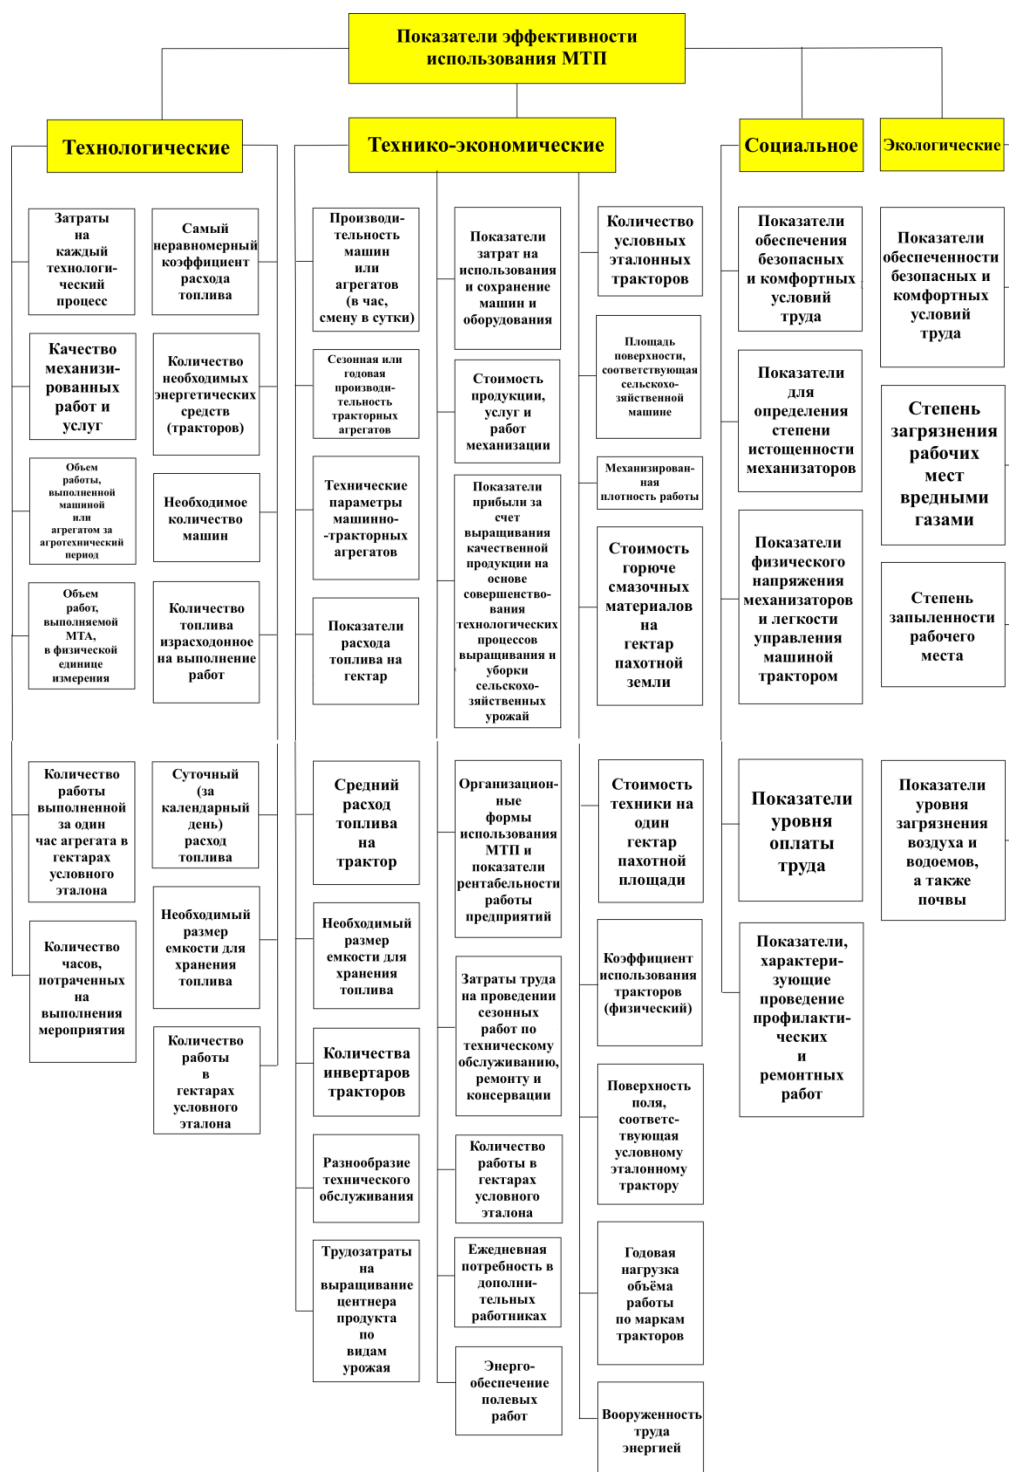 Показатели эффективности
использования МТП
Технологические
Технико-экономические
Социальное
Экологические
Затраты
на
каждый
технологи-
ческий
процесс
Качество
механизи-
рованных
работ и
услуг
Объем
работы,
выполненной
машиной
или
агрегатом за
агротехнический
период
Объем
работ,
выполняемой
МТА,
в физической
единице
измерения
Количество
работы
выполненной
за один
час агрегата в
гектарах
условного
эталона
Количество
часов,
потраченных
на
выполнения
мероприятия
Самый
неравномерный
коэффициент
расхода
топлива
Количество
необходимых
энергетических
средств
(тракторов)
Необходимое
количество
машин
Количество
топлива
израсходонное
на выполнение
работ
Суточный
(за
календарный
день)
расход
топлива
Необходимый
размер
емкости для
хранения
топлива
Количество
работы
в
гектарах
условного
эталона
Производи-
тельность
машин
или
агрегатов
(в час,
смену в сутки)
Сезонная или
годовая
производи-
тельность
тракторных
агрегатов
Технические
параметры
машинно-
-тракторных
агрегатов
Показатели
расхода
топлива на
гектар
Средний
расход
топлива
на
трактор
Необходимый
размер
емкости для
хранения
топлива
Количества
инвертаров
тракторов
Разнообразие
технического
обслуживания
Трудозатраты
на
выращивание
центнера
продукта
по
видам
урожая
Показатели
затрат на
использования
и сохранение
машин и
оборудования
Стоимость
продукции,
услуг и
работ
механизации
Показатели
прибыли за
счет
выращивания
качественной
продукции на
основе
совершенство-
вания
технологических
процессов
выращивания и
уборки
сельскохо-
зяйственных
урожай
Организацион-
ные
формы
использования
МТП и
показатели
рентабельности
работы
предприятий
Затраты труда
на проведении
сезонных
работ по
техническому
обслуживанию,
ремонту и
консервации
Количество
работы в
гектарах
условного
эталона
Ежедневная
потребность в
дополни-
тельных
работниках
Энерго-
обеспечение
полевых
работ
Количество
условных
эталонных
тракторов
Площадь
поверхности,
соответствующая
сельскохо-
зяйственной
машине
Механизирован-
ная
плотность работы
Стоимость
горюче
смазочных
материалов
на
гектар
пахотной
земли
Стоимость
техники на
один
гектар
пахотной
площади
Коэффициент
использования
тракторов
(физический)
Поверхность
поля,
соответс-
твующая
условному
эталонному
трактору
Годовая
нагрузка
объёма
работы
по маркам
тракторов
Вооруженность
труда
энергией
Показатели
обеспечения
безопасных
и комфортных
условий
труда
Показатели
для
определения
степени
истощенности
механизаторов
Показатели
физического
напряжения
механизаторов
и легкости
управления
машиной
трактором
Показатели
уровня
оплаты
труда
Показатели,
характери-
зующие
проведение
профилакти-
ческих
и
ремонтных
работ
Показатели
обеспеченности
безопасных и
комфортных
условий
труда
Степень
загрязнения
рабочих
мест
вредными
газами
Степень
запыленности
рабочего
места
Показатели
уровня
загрязнения
воздуха и
водоемов,
а также
почвы